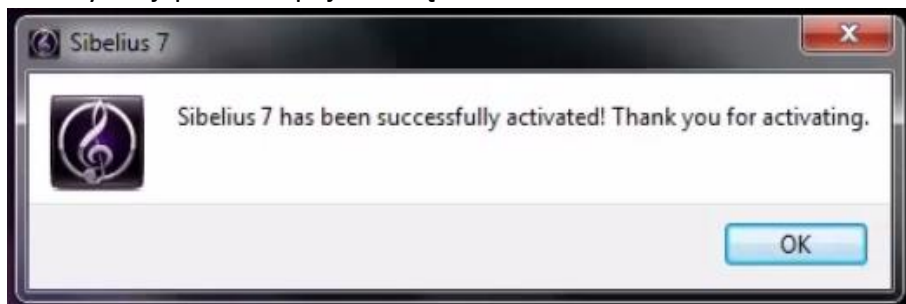 Sibelius 7
Sibelius 7 has been successfully activated! Thank you for activating.
OK